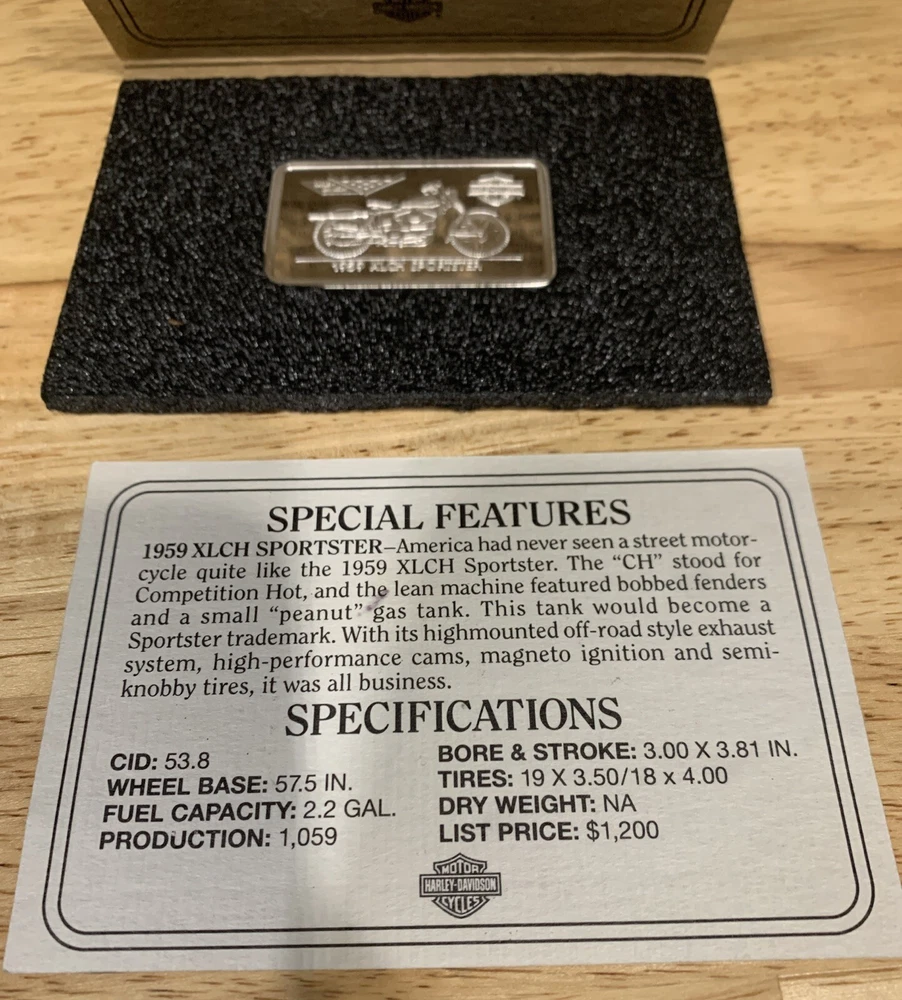 1959 XLCH SPORTSTER
SPECIAL FEATURES
1959 XLCH SPORTSTER–America had never seen a street motor-
cycle quite like the 1959 XLCH Sportster. The “CH” stood for
Competition Hot, and the lean machine featured bobbed fenders
and a small “peanut” gas tank. This tank would become a
Sportster trademark. With its highmounted off-road style exhaust
system, high-performance cams, magneto ignition and semi-
knobby tires, it was all business.
SPECIFICATIONS
CID: 53.8
WHEEL BASE: 57.5 IN.
FUEL CAPACITY: 2.2 GAL.
PRODUCTION: 1,059
BORE & STROKE: 3.00 X 3.81 IN.
TIRES: 19 X 3.50/18 x 4.00
DRY WEIGHT: NA
LIST PRICE: $1,200
MOTOR
HARLEY-DAVIDSON
CYCLES